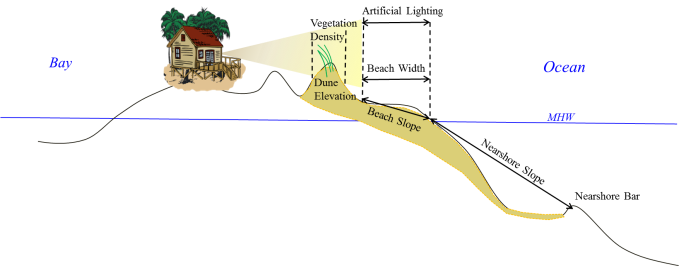 Artificial Lighting
Vegetation
Density
Bay
Beach Width
Ocean
Dune
Elevation
Beach Slope
MHW
Nearshore Slope
Nearshore Bar